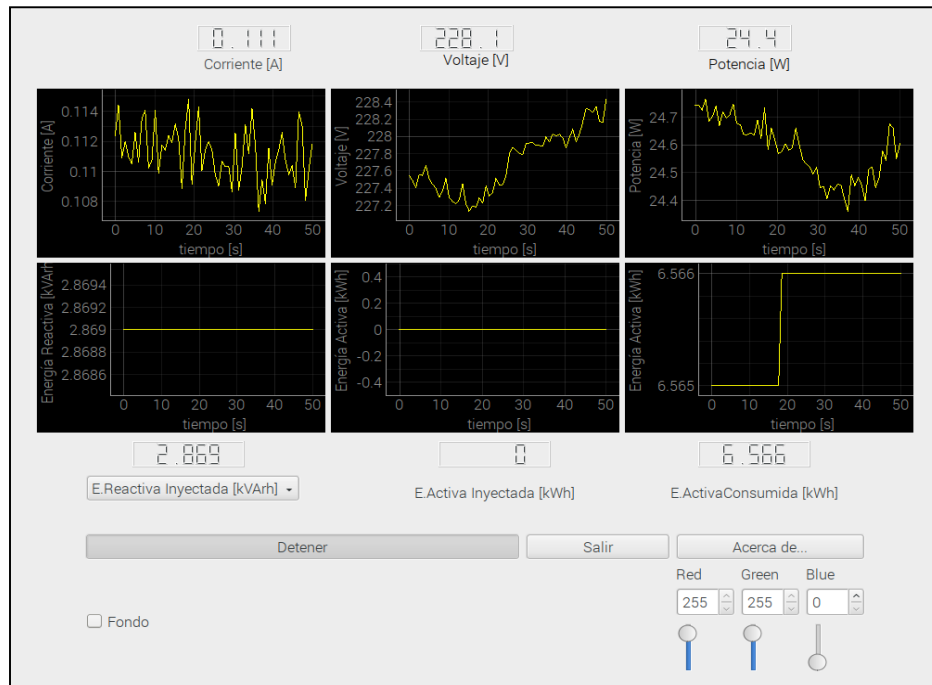 0.111 228.1 24.4
Corriente [A] Voltaje [V] Potencia [W]
Corriente [A]
0.114
0.112
0.11
0.108
0 10 20 30 40 50
tiempo [s]
Voltaje [V]
228.4
228
227.8
227.6
227.4
227.2
0 10 20 30 40 50
tiempo [s]
Potencia [W]
24.7
24.6
24.5
24.4
0 10 20 30 40 50
tiempo [s]
Energía Reactiva [kVArh]
2.8694
2.8692
2.869
2.8688
2.8686
0 10 20 30 40 50
tiempo [s]
Energía Activa [kWh]
0.4
0.2
0
-0.2
-0.4
0 10 20 30 40 50
tiempo [s]
Energía Activa [kWh]
6.566
6.565
0 10 20 30 40 50
tiempo [s]
2.869 0 6.566
E.Reactiva Inyectada [kVArh] E.Activa Inyectada [kWh] E.ActivaConsumida [kWh]
Detener Salir Acerca de...
Red Green Blue
255 255 0
Fondo